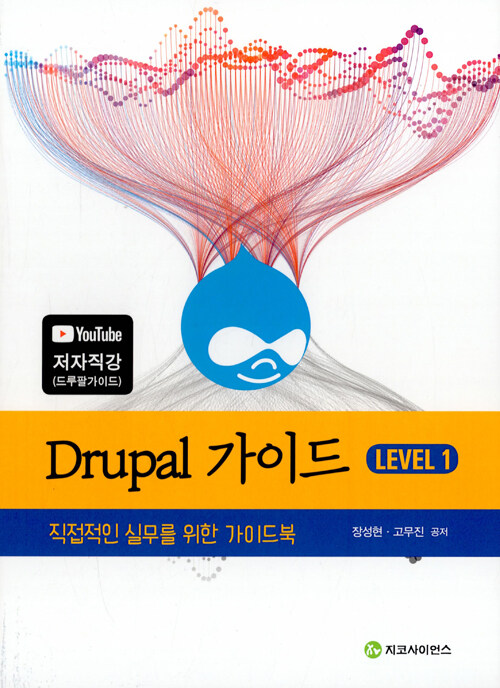 YouTube
저자직강
(드루팔가이드)
Drupal 가이드 LEVEL 1
직접적인 실무를 위한 가이드북
장성현 · 고무진 공저
지코사이언스